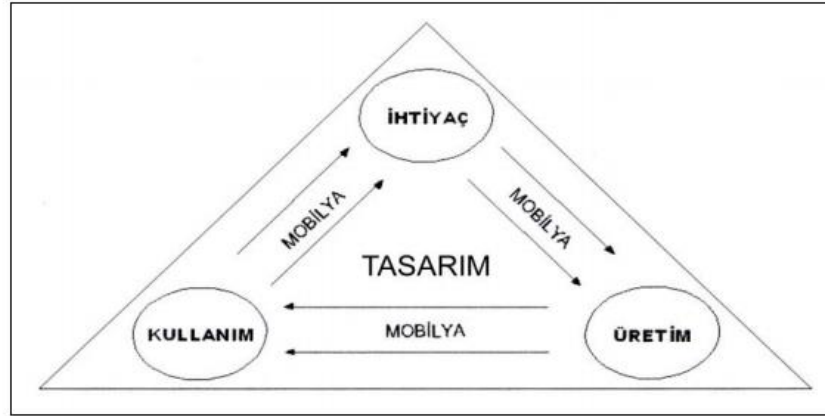 İHTİYAÇ
MOBİLYA
MOBİLYA
TASARIM
KULLANIM
MOBİLYA
ÜRETİM